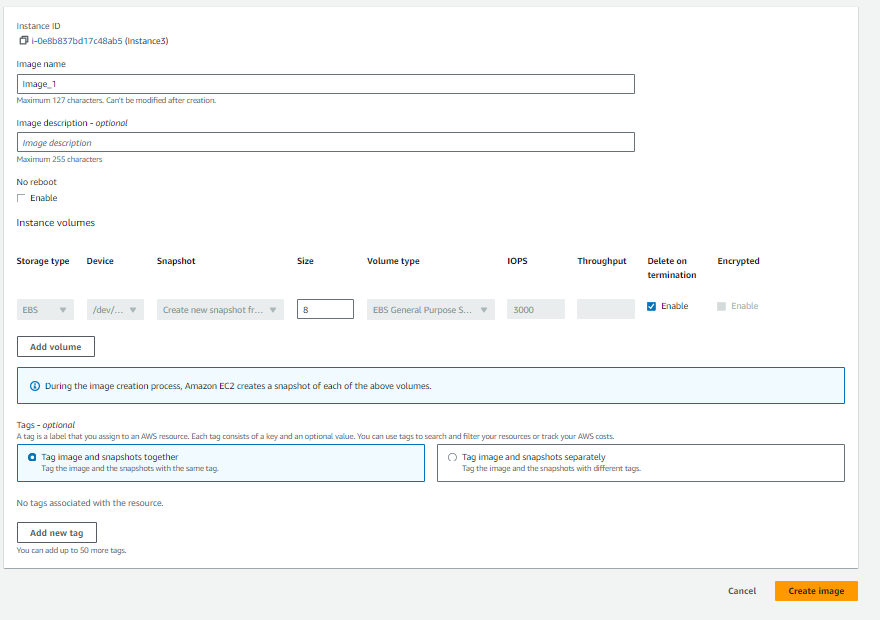 Instance ID
i-0e8b837bd17c48ab5 (Instance3)
Image name
Image_1
Maximum 127 characters. Can't be modified after creation.
Image description - optional
Image description
Maximum 255 characters
No reboot
Enable
Instance volumes
Storage type Device Snapshot Size Volume type IOPS Throughput Delete on termination Encrypted
EBS /dev/... Create new snapshot fr... 8 EBS General Purpose S... 3000 Enable Enable
Add volume
During the image creation process, Amazon EC2 creates a snapshot of each of the above volumes.
Tags - optional
A tag is a label that you assign to an AWS resource. Each tag consists of a key and an optional value. You can use tags to search and filter your resources or track your AWS costs.
Tag image and snapshots together
Tag the image and the snapshots with the same tag.
Tag image and snapshots separately
Tag the image and the snapshots with different tags.
No tags associated with the resource.
Add new tag
You can add up to 50 more tags.
Cancel Create image